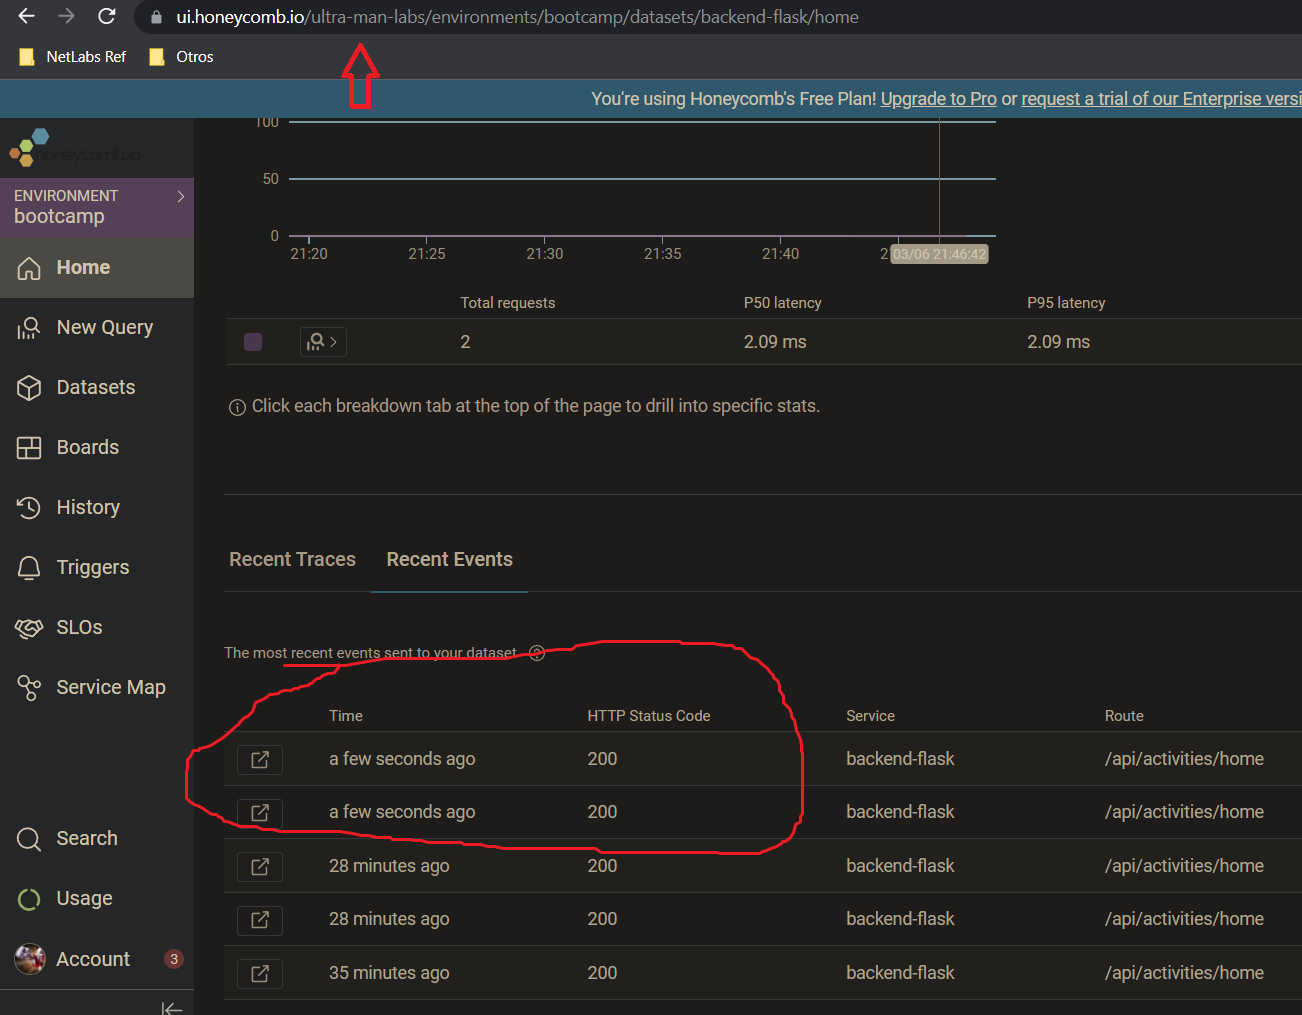 ui.honeycomb.io/ultra-man-labs/environments/bootcamp/datasets/backend-flask/home
NetLabs Ref Otros
You're using Honeycomb's Free Plan! Upgrade to Pro or request a trial of our Enterprise versi
honeycomb.io
ENVIRONMENT
bootcamp
Home
New Query
Datasets
Boards
History
Triggers
SLOs
Service Map
Search
Usage
Account 3
100
50
0
21:20 21:25 21:30 21:35 21:40 2 03/06 21:46:42
Total requests P50 latency P95 latency
2 2.09 ms 2.09 ms
Click each breakdown tab at the top of the page to drill into specific stats.
Recent Traces Recent Events
The most recent events sent to your dataset
Time HTTP Status Code Service Route
a few seconds ago 200 backend-flask /api/activities/home
a few seconds ago 200 backend-flask /api/activities/home
28 minutes ago 200 backend-flask /api/activities/home
28 minutes ago 200 backend-flask /api/activities/home
35 minutes ago 200 backend-flask /api/activities/home